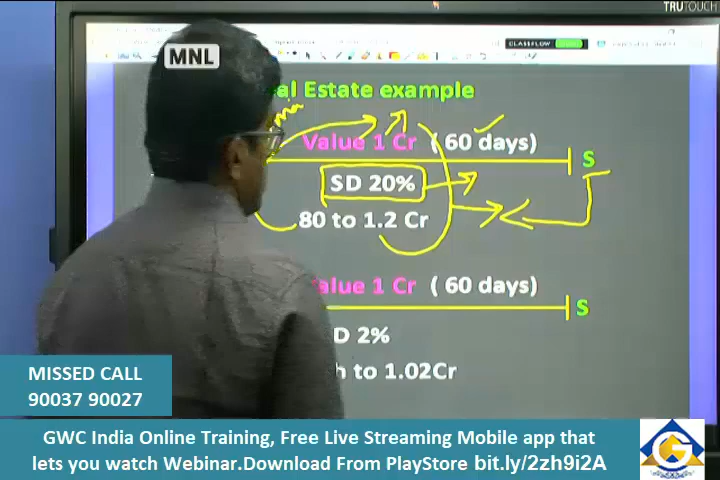 TRUTOUCH
MNL
CLASSFLOW
eal Estate example
Value 1 Cr ( 60 days)
S
SD 20%
80 to 1.2 Cr
Value 1 Cr ( 60 days)
S
D 2%
h to 1.02Cr
MISSED CALL
90037 90027
GWC India Online Training, Free Live Streaming Mobile app that
lets you watch Webinar.Download From PlayStore bit.ly/2zh9i2A